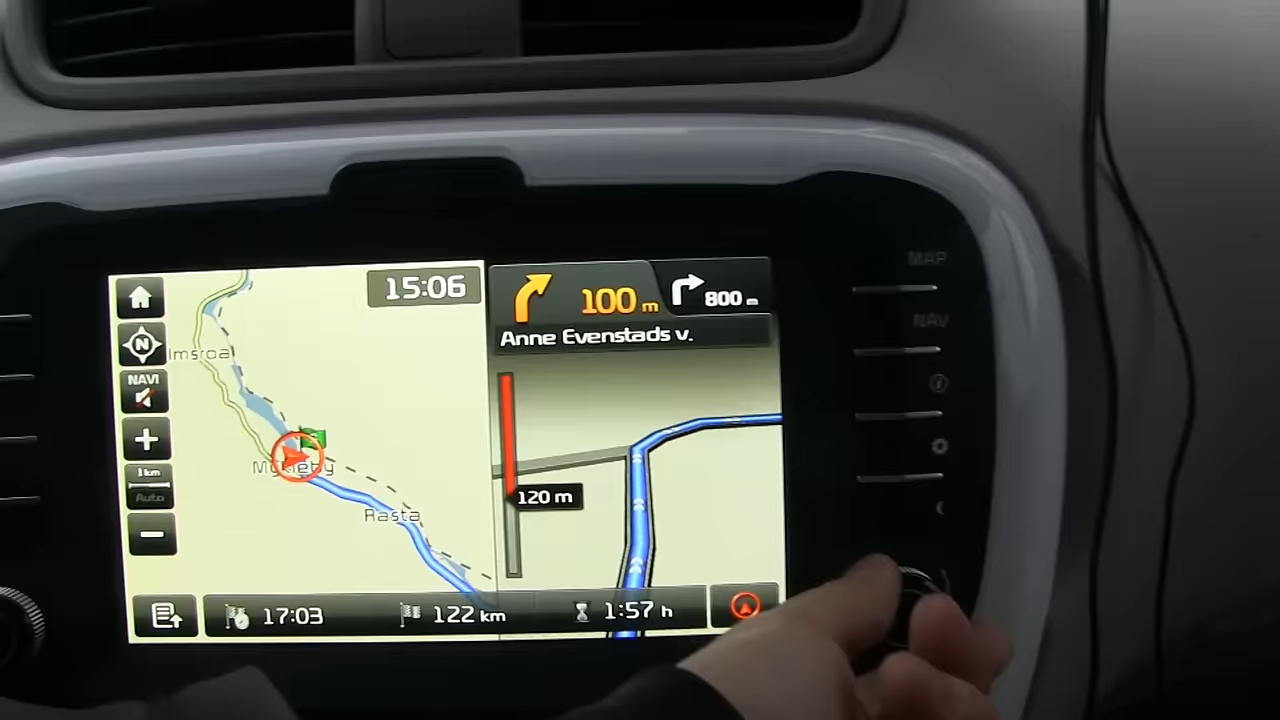 15:06
N
Imsroa
NAVI
+
1 km
Auto
Mykleby
Rasta
100 m
800 m
Anne Evenstads v.
120 m
17:03
122 km
1:57 h
MAP
NAV